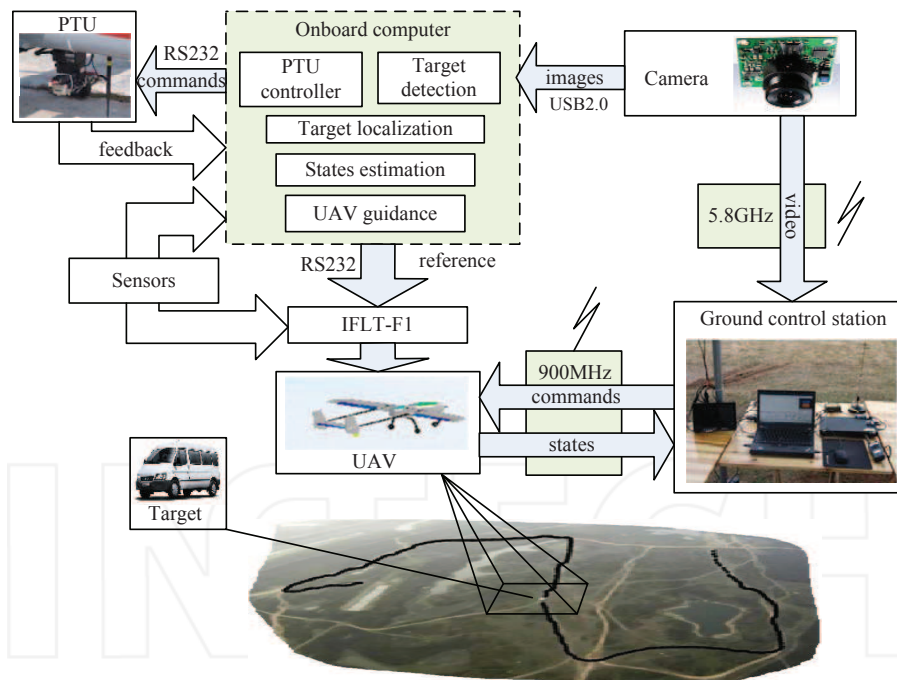 PTU
Onboard computer
RS232
commands
PTU
controller
Target
detection
images
USB2.0
Camera
Target localization
feedback
States estimation
UAV guidance
5.8GHz
video
Sensors
RS232
reference
IFLT-F1
Ground control station
900MHz
commands
states
UAV
Target
INTECH